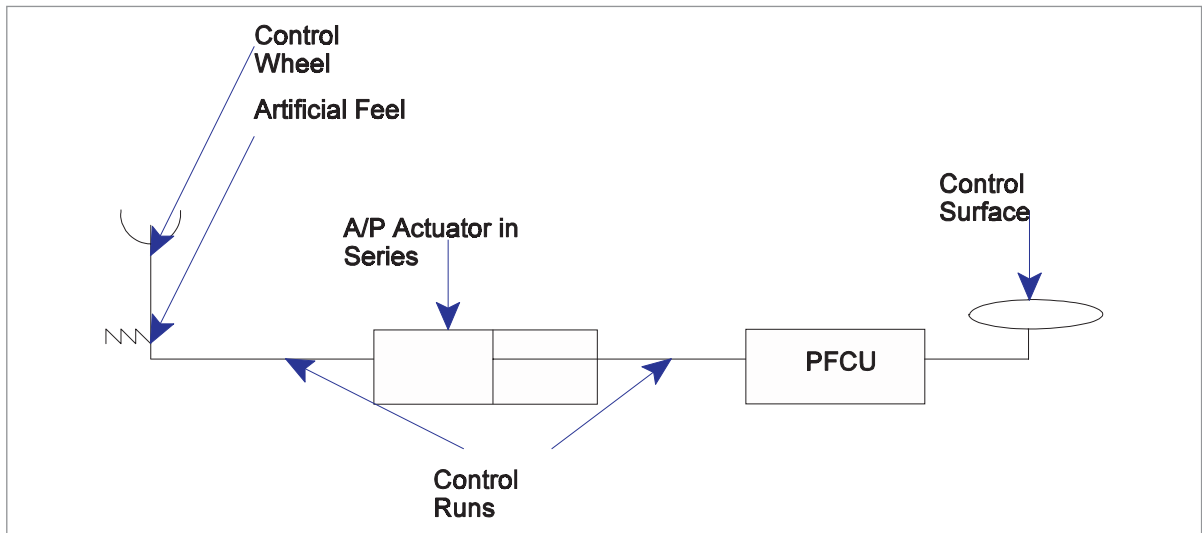 Control
Wheel
Artificial Feel
A/P Actuator in
Series
Control
Surface
PFCU
Control
Runs